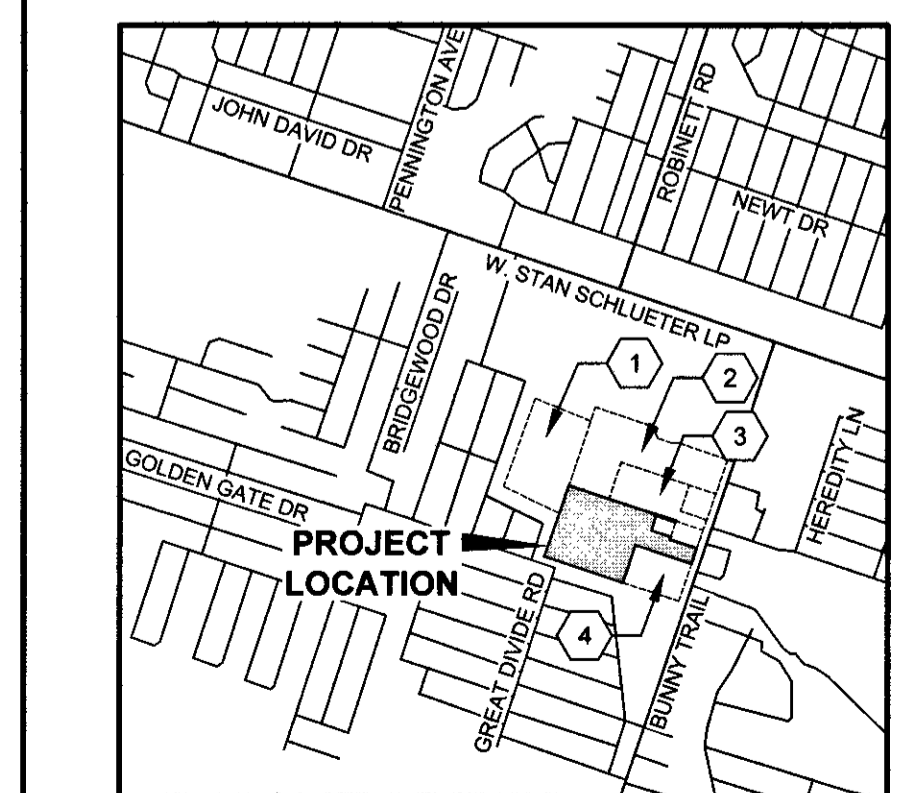 PENNINGTON AVE
JOHN DAVID DR
ROBINETT RD
NEWT DR
W. STAN SCHLUETER LP
BRIDGEWOOD DR
1
2
3
HEREDITY LN
GOLDEN GATE DR
PROJECT
LOCATION
GREAT DIVIDE RD
4
BUNNY TRAIL